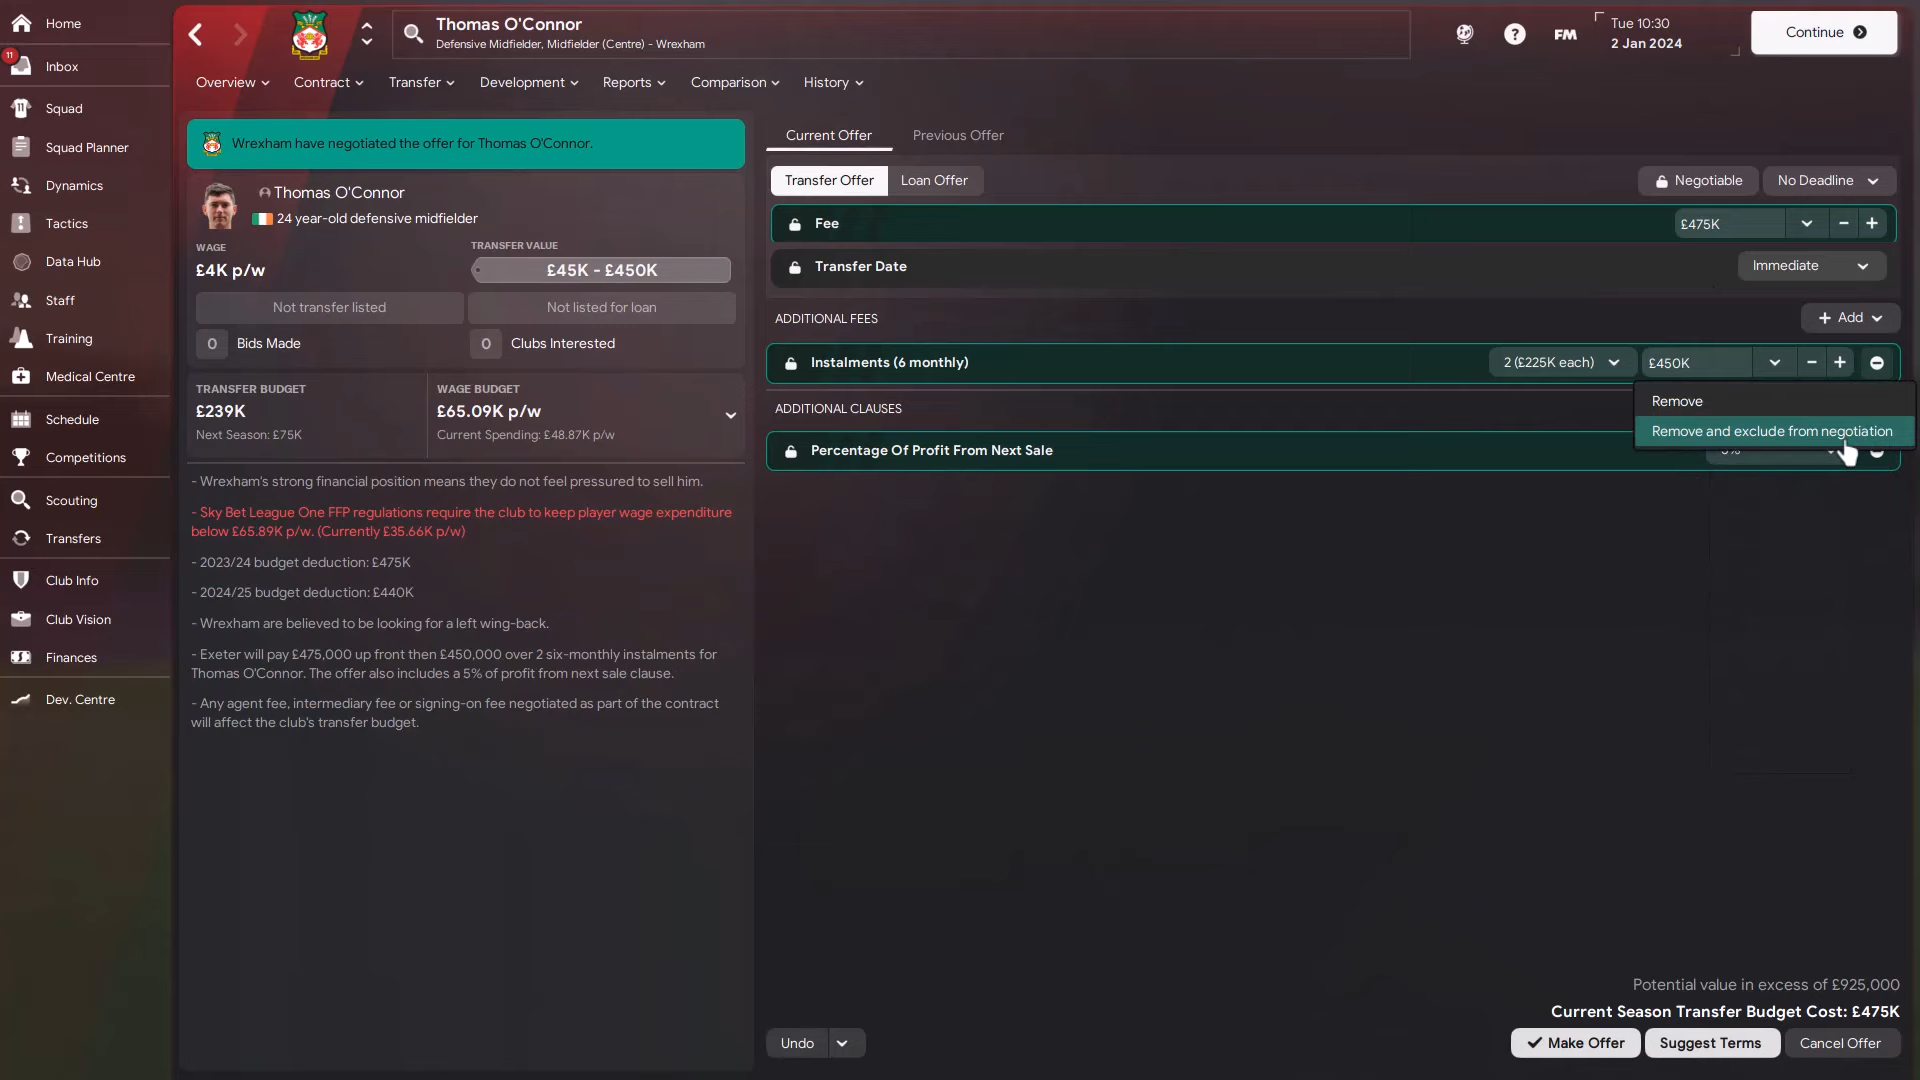 Home
11
Inbox
Squad
Squad Planner
Dynamics
Tactics
Data Hub
Staff
Training
Medical Centre
Schedule
Competitions
Scouting
Transfers
Club Info
Club Vision
Finances
Dev. Centre
Thomas O'Connor
Defensive Midfielder, Midfielder (Centre) - Wrexham
FM
Tue 10:30
2 Jan 2024
Continue
Overview
Contract
Transfer
Development
Reports
Comparison
History
Wrexham have negotiated the offer for Thomas O'Connor.
Thomas O'Connor
24 year-old defensive midfielder
WAGE
TRANSFER VALUE
£4K p/w
£45K - £450K
Not transfer listed
Not listed for loan
0 Bids Made
0 Clubs Interested
TRANSFER BUDGET
WAGE BUDGET
£239K
£65.09K p/w
Next Season: £75K
Current Spending: £48.87K p/w
- Wrexham's strong financial position means they do not feel pressured to sell him.
- Sky Bet League One FFP regulations require the club to keep player wage expenditure
below £65.89K p/w. (Currently £35.66K p/w)
- 2023/24 budget deduction: £475K
- 2024/25 budget deduction: £440K
- Wrexham are believed to be looking for a left wing-back.
- Exeter will pay £475,000 up front then £450,000 over 2 six-monthly instalments for
Thomas O'Connor. The offer also includes a 5% of profit from next sale clause.
- Any agent fee, intermediary fee or signing-on fee negotiated as part of the contract
will affect the club's transfer budget.
Current Offer
Previous Offer
Transfer Offer
Loan Offer
Negotiable
No Deadline
Fee
£475K
Transfer Date
Immediate
ADDITIONAL FEES
Add
Instalments (6 monthly)
2 (£225K each)
£450K
Remove
Remove and exclude from negotiation
ADDITIONAL CLAUSES
Percentage Of Profit From Next Sale
Potential value in excess of £925,000
Current Season Transfer Budget Cost: £475K
Undo
Make Offer
Suggest Terms
Cancel Offer